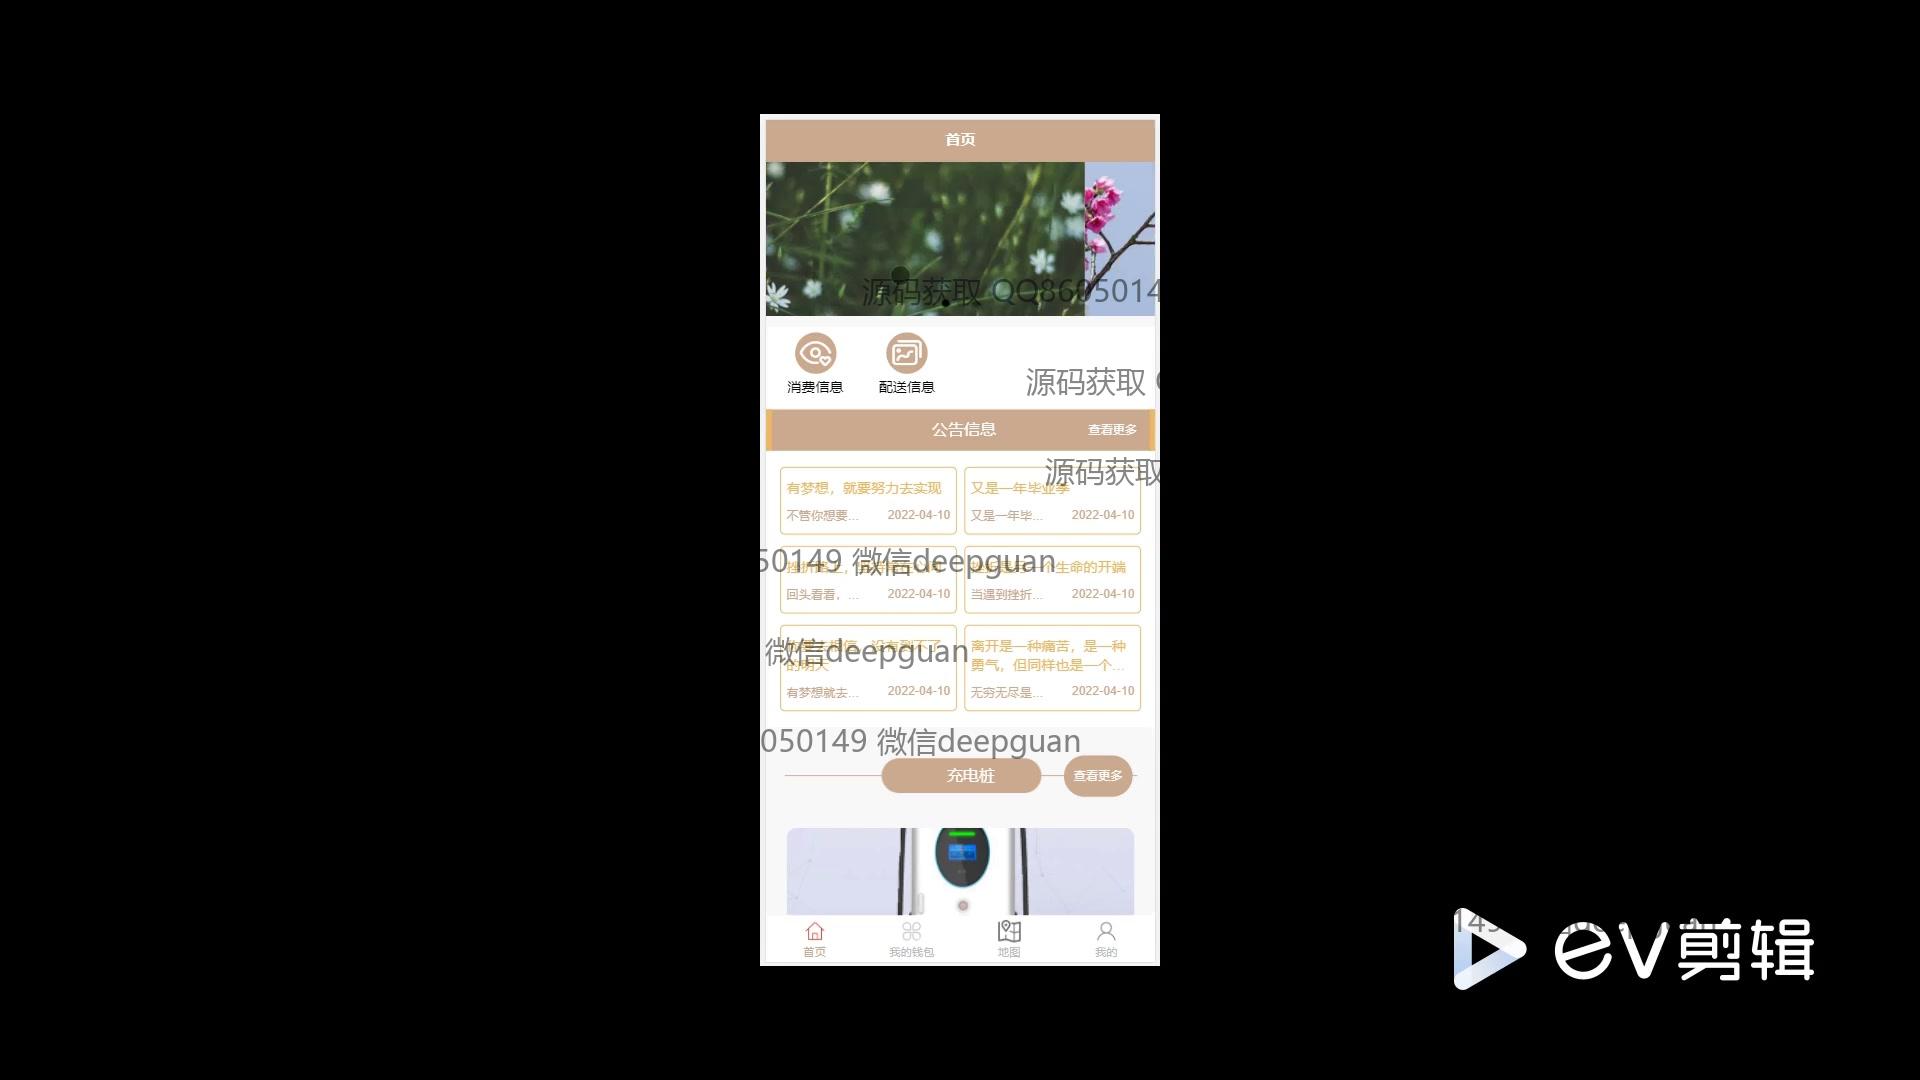 首页
源码获取 QQ8605014
消费信息
配送信息
源码获取
公告信息
查看更多
源码获取
有梦想，就要努力去实现
又是一年毕业季
不管你想要...
2022-04-10
又是一年毕...
2022-04-10
50149 微信deepguan
生命的开端
回头看看，...
2022-04-10
当遇到挫折...
2022-04-10
没有到不了的明天
离开是一种痛苦，是一种
勇气，但同样也是一个...
微信deepguan
有梦想就去...
2022-04-10
无穷无尽是...
2022-04-10
050149 微信deepguan
充电桩
查看更多
首页
我的钱包
地图
我的
ev剪辑